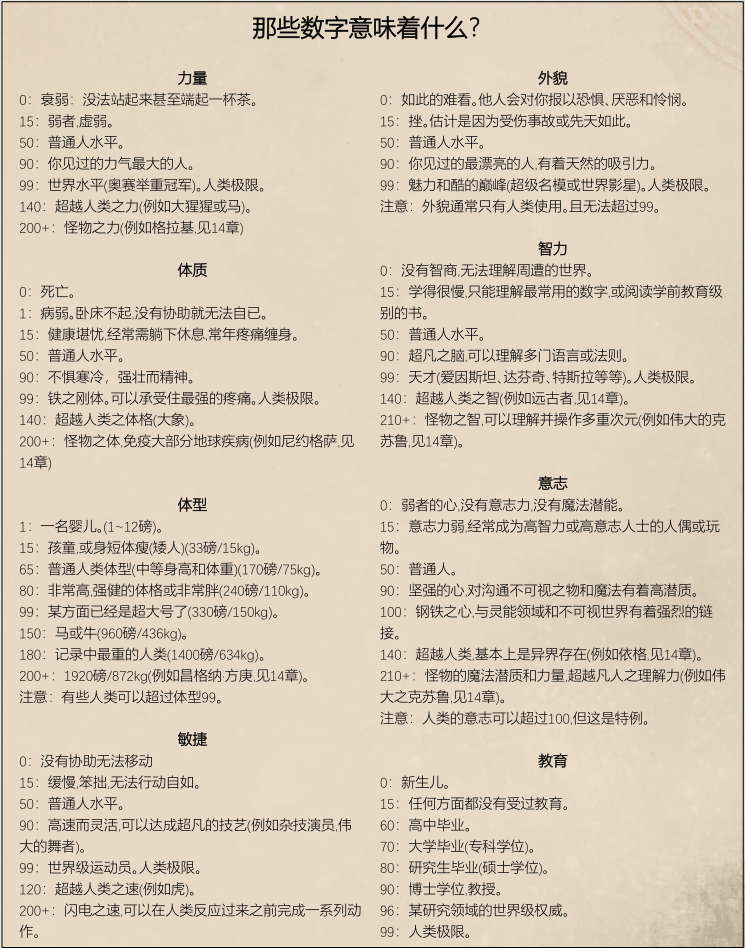 那些数字意味着什么?
力量
0：衰弱：没法站起来甚至端起一杯茶。
15：弱者,虚弱。
50：普通人水平。
90：你见过的力气最大的人。
99：世界水平(奥赛举重冠军)。人类极限。
140：超越人类之力(例如大猩猩或马)。
200+：怪物之力(例如格拉基,见14章)
体质
0：死亡。
1：病弱。卧床不起,没有协助就无法自已。
15：健康堪忧,经常需躺下休息,常年疼痛缠身。
50：普通人水平。
90：不惧寒冷，强壮而精神。
99：铁之刚体。可以承受住最强的疼痛。人类极限。
140：超越人类之体格(大象)。
200+：怪物之体,免疫大部分地球疾病(例如尼约格萨,见
14章)
体型
1：一名婴儿。(1~12磅)。
15：孩童,或身短体瘦(矮人)(33磅/15kg)。
65：普通人类体型(中等身高和体重)(170磅/75kg)。
80：非常高,强健的体格或非常胖(240磅/110kg)。
99：某方面已经是超大号了(330磅/150kg)。
150：马或牛(960磅/436kg)。
180：记录中最重的人类(1400磅/634kg)。
200+：1920磅/872kg(例如昌格纳·方庚,见14章)。
注意：有些人类可以超过体型99。
敏捷
0：没有协助无法移动
15：缓慢,笨拙,无法行动自如。
50：普通人水平。
90：高速而灵活,可以达成超凡的技艺(例如杂技演员,伟
大的舞者)。
99：世界级运动员。人类极限。
120：超越人类之速(例如虎)。
200+：闪电之速,可以在人类反应过来之前完成一系列动
作。
外貌
0：如此的难看。他人会对你报以恐惧、厌恶和怜悯。
15：挫。估计是因为受伤事故或先天如此。
50：普通人水平。
90：你见过的最漂亮的人,有着天然的吸引力。
99：魅力和酷的巅峰(超级名模或世界影星)。人类极限。
注意：外貌通常只有人类使用。且无法超过99。
智力
0：没有智商,无法理解周遭的世界。
15：学得很慢,只能理解最常用的数字,或阅读学前教育级
别的书。
50：普通人水平。
90：超凡之脑,可以理解多门语言或法则。
99：天才(爱因斯坦、达芬奇、特斯拉等等)。人类极限。
140：超越人类之智(例如远古者,见14章)。
210+：怪物之智,可以理解并操作多重次元(例如伟大的克
苏鲁,见14章)。
意志
0：弱者的心,没有意志力,没有魔法潜能。
15：意志力弱,经常成为高智力或高意志人士的人偶或玩
物。
50：普通人。
90：坚强的心,对沟通不可视之物和魔法有着高潜质。
100：钢铁之心,与灵能领域和不可视世界有着强烈的链
接。
140：超越人类,基本上是异界存在(例如依格,见14章)。
210+：怪物的魔法潜质和力量,超越凡人之理解力(例如伟
大之克苏鲁,见14章)。
注意：人类的意志可以超过100,但这是特例。
教育
0：新生儿。
15：任何方面都没有受过教育。
60：高中毕业。
70：大学毕业(专科学位)。
80：研究生毕业(硕士学位)。
90：博士学位,教授。
96：某研究领域的世界级权威。
99：人类极限。